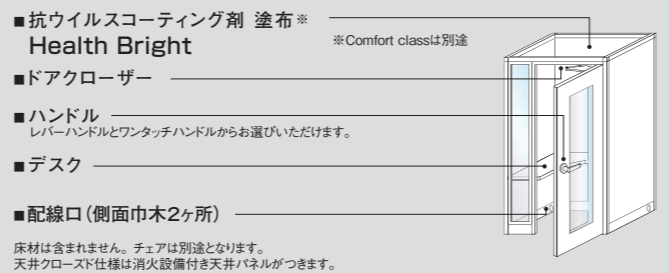 ■抗ウイルスコーティング剤 塗布※
Health Bright
※Comfort classは別途
■ドアクローザー
■ハンドル
レバーハンドルとワンタッチハンドルからお選びいただけます。
■デスク
■配線口（側面巾木2ヶ所）
床材は含まれません。チェアは別途となります。
天井クローズド仕様は消火設備付き天井パネルがつきます。